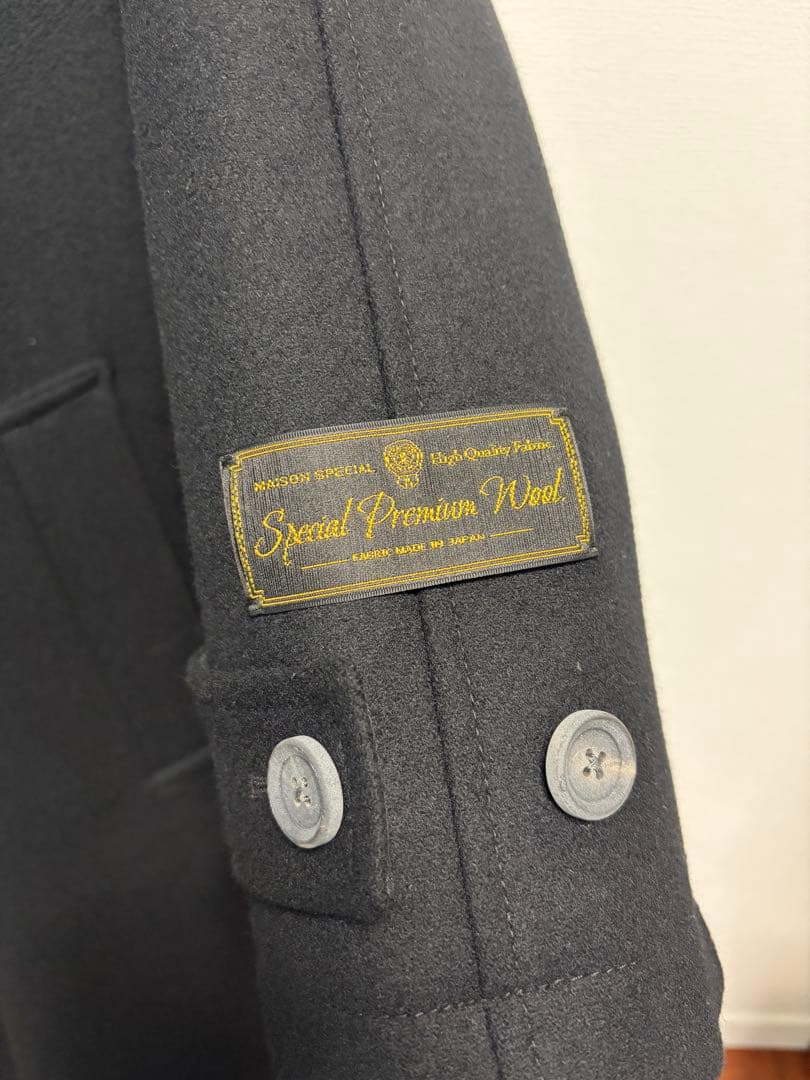 MAISON SPECIAL High Quality Fabric
Special Premium Wool.
FABRIC MADE IN JAPAN